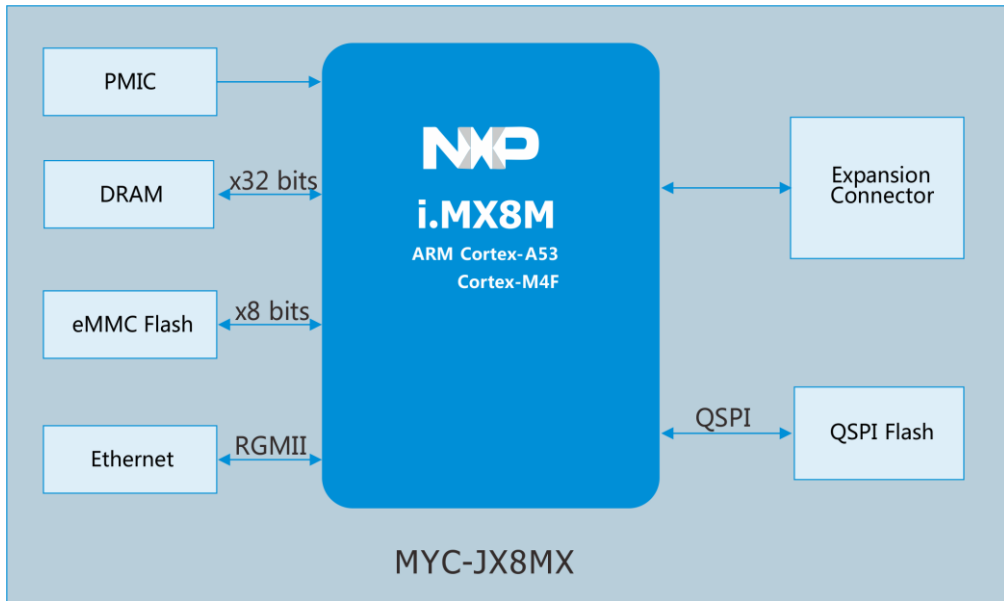 PMIC
DRAM
x32 bits
eMMC Flash
x8 bits
Ethernet
RGMII
NXP
i.MX8M
ARM Cortex-A53
Cortex-M4F
Expansion
Connector
QSPI
QSPI Flash
MYC-JX8MX